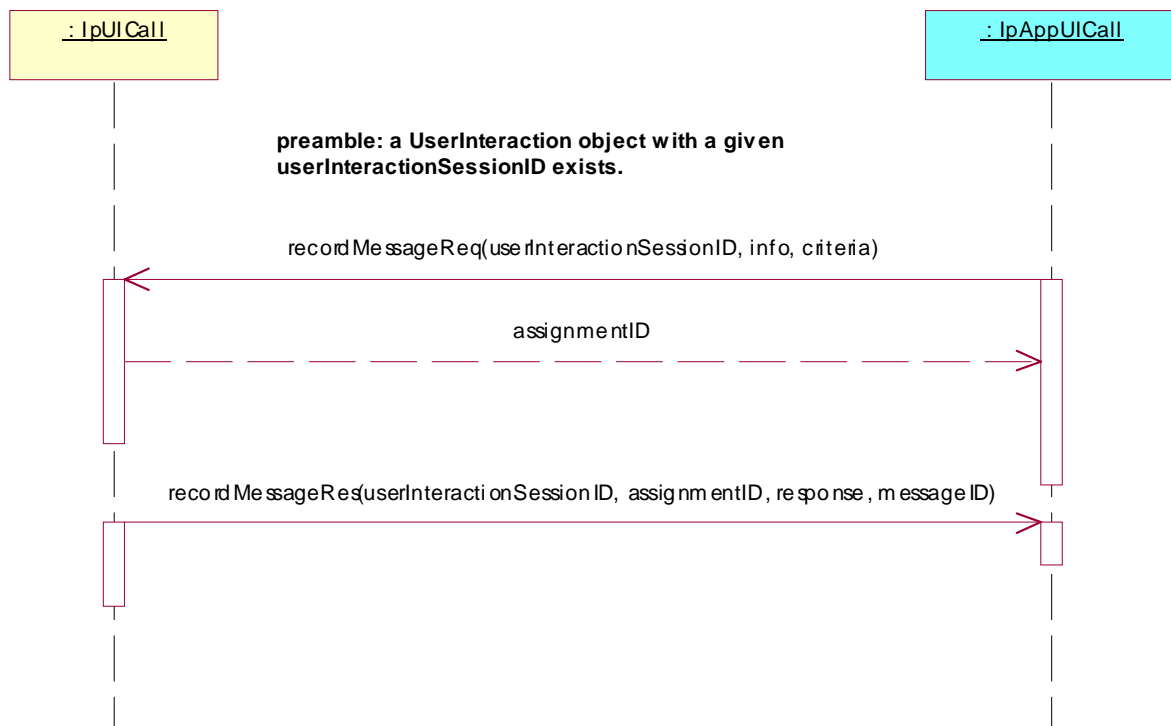 : IpUICall
: IpAppUICall
preamble: a UserInteraction object with a given
userInteractionSessionID exists.
recordMessageReq(userInteractionSessionID, info, criteria)
assignmentID
recordMessageRes(userInteractionSessionID, assignmentID, response, messageID)